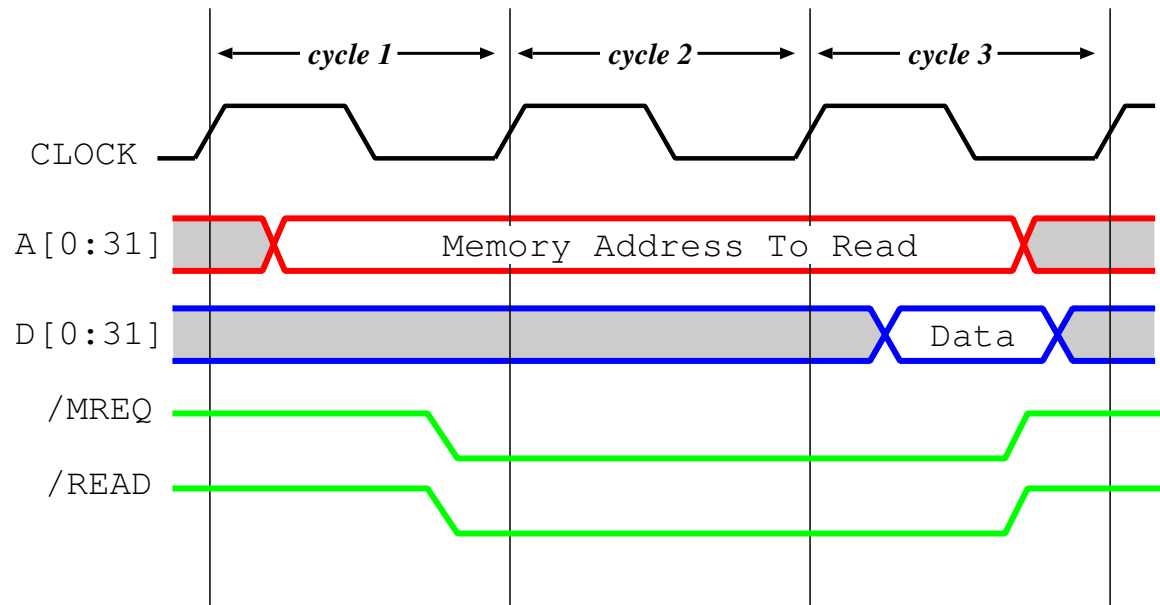 cycle 1 cycle 2 cycle 3
CLOCK
A[0:31] Memory Address To Read
D[0:31] Data
/MREQ
/READ